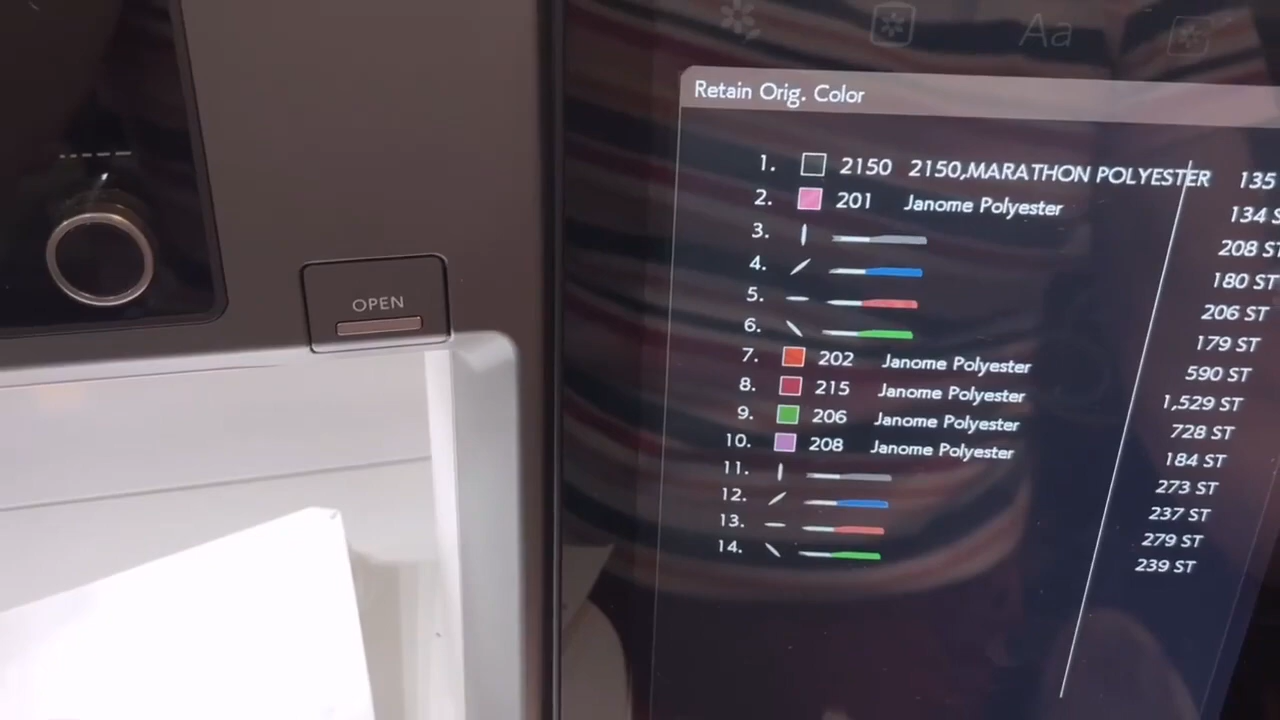 Aa
Retain Orig. Color
1. 2150 2150,MARATHON POLYESTER 135
2. 201 Janome Polyester 134 S
3. 208 ST
4. 180 ST
5. 206 ST
6. 179 ST
7. 202 Janome Polyester 590 ST
8. 215 Janome Polyester 1,529 ST
9. 206 Janome Polyester 728 ST
10. 208 Janome Polyester 184 ST
11. 273 ST
12. 237 ST
13. 279 ST
14. 239 ST
OPEN